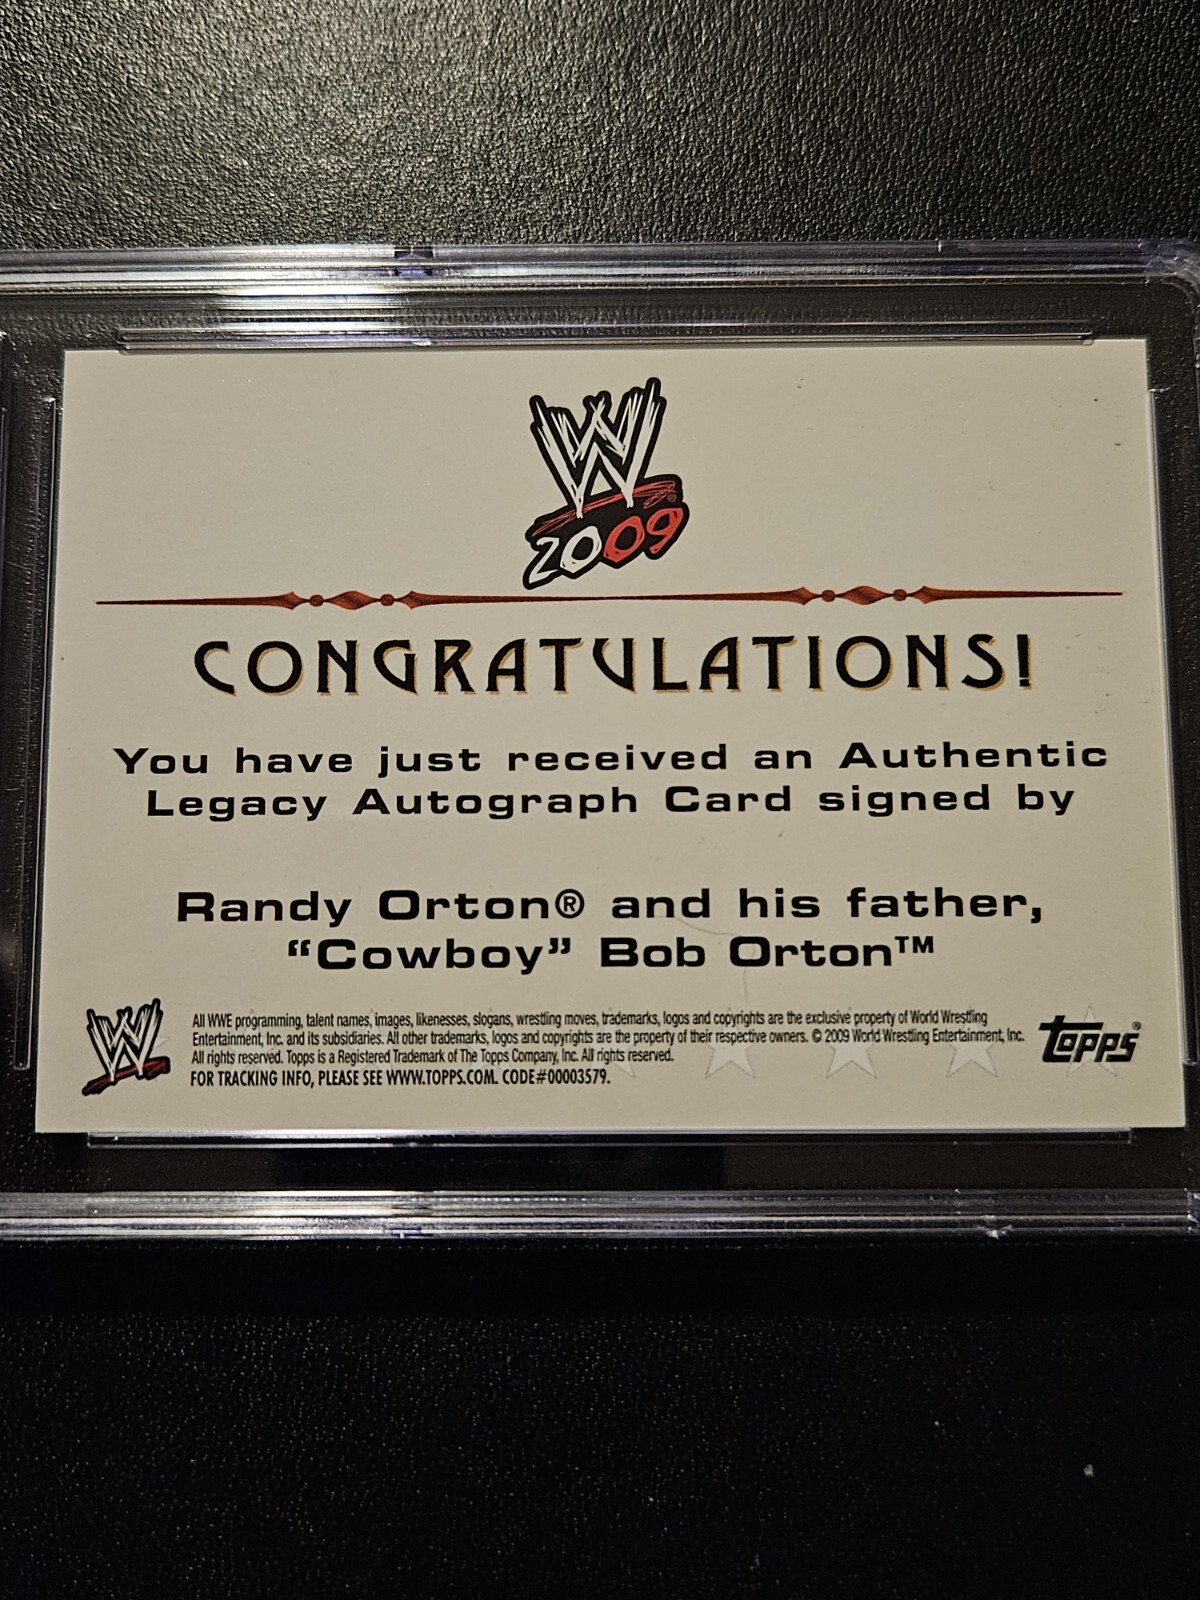 W
2009
CONGRATULATIONS!
You have just received an Authentic
Legacy Autograph Card signed by
Randy Orton® and his father,
“Cowboy” Bob Orton™
W
All WWE programming, talent names, images, likenesses, slogans, wrestling moves, trademarks, logos and copyrights are the exclusive property of World Wrestling
Entertainment, Inc. and its subsidiaries. All other trademarks, logos and copyrights are the property of their respective owners. © 2009 World Wrestling Entertainment, Inc.
All rights reserved. Topps is a Registered Trademark of The Topps Company, Inc. All rights reserved.
FOR TRACKING INFO, PLEASE SEE WWW.TOPPS.COM. CODE#00003579.
Topps®